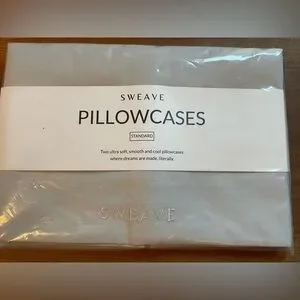 SWEAVE
PILLOWCASES
STANDARD
Two ultra soft, smooth and cool pillowcases
where dreams are made, literally.
SWEAVE